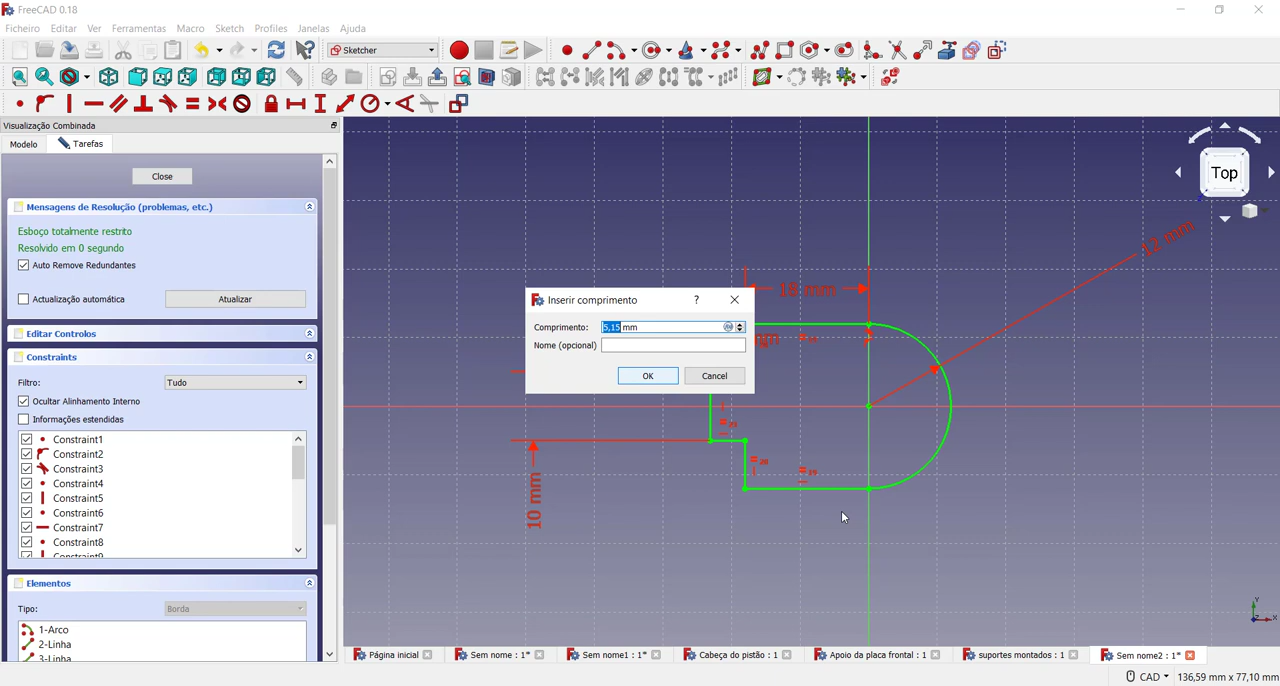 FreeCAD 0.18
Ficheiro Editar Ver Ferramentas Macro Sketch Profiles Janelas Ajuda
Sketcher
Visualização Combinada
Modelo Tarefas
Close
Mensagens de Resolução (problemas, etc.)
Esboço totalmente restrito
Resolvido em 0 segundo
Auto Remove Redundantes
Actualização automática Atualizar
Editar Controlos
Constraints
Filtro: Tudo
Ocultar Alinhamento Interno
Informações estendidas
Constraint1
Constraint2
Constraint3
Constraint4
Constraint5
Constraint6
Constraint7
Constraint8
Constraint9
Elementos
Tipo: Borda
1-Arco
2-Linha
3-Linha
Top
12 mm
18 mm
Inserir comprimento ?
Comprimento: 5,15 mm
Nome (opcional)
OK Cancel
10 mm
Y
Z X
Página inicial Sem nome : 1* Sem nome1 : 1* Cabeça do pistão : 1 Apoio da placa frontal : 1 suportes montados : 1 Sem nome2 : 1*
CAD 136,59 mm x 77,10 mm